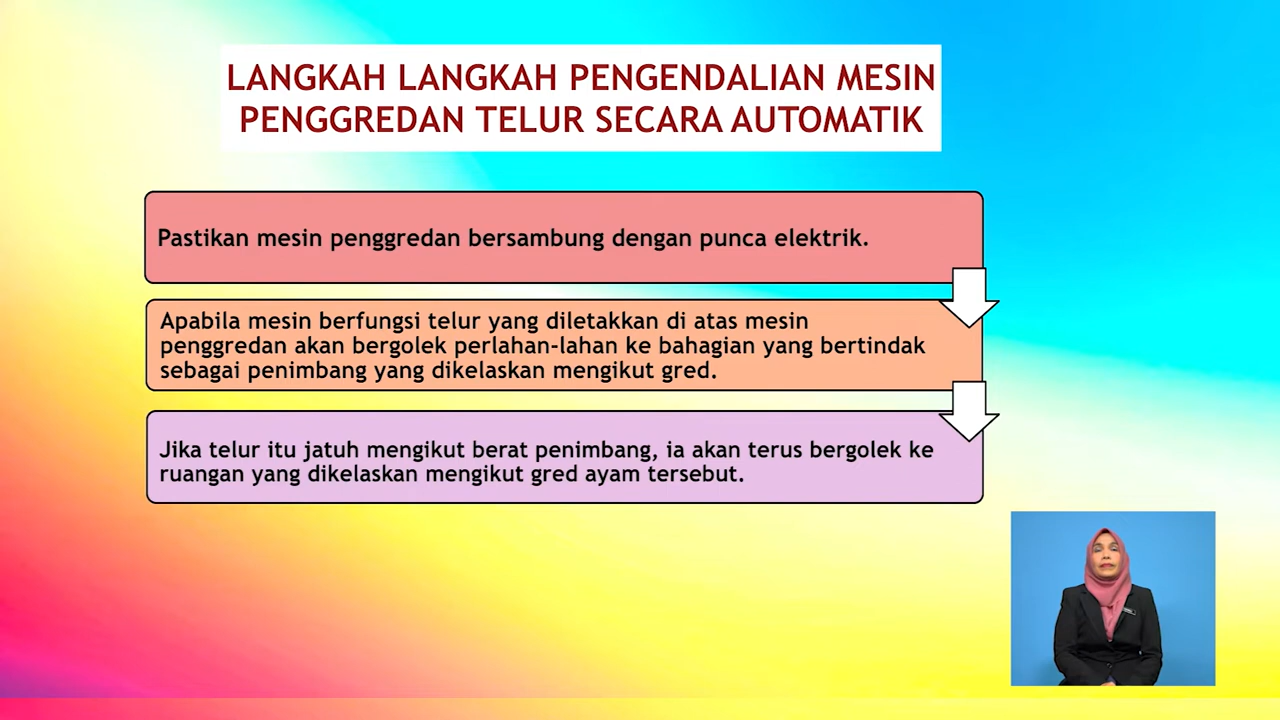 LANGKAH LANGKAH PENGENDALIAN MESIN
PENGGREDAN TELUR SECARA AUTOMATIK
Pastikan mesin penggredan bersambung dengan punca elektrik.
Apabila mesin berfungsi telur yang diletakkan di atas mesin
penggredan akan bergolek perlahan-lahan ke bahagian yang bertindak
sebagai penimbang yang dikelaskan mengikut gred.
Jika telur itu jatuh mengikut berat penimbang, ia akan terus bergolek ke
ruangan yang dikelaskan mengikut gred ayam tersebut.